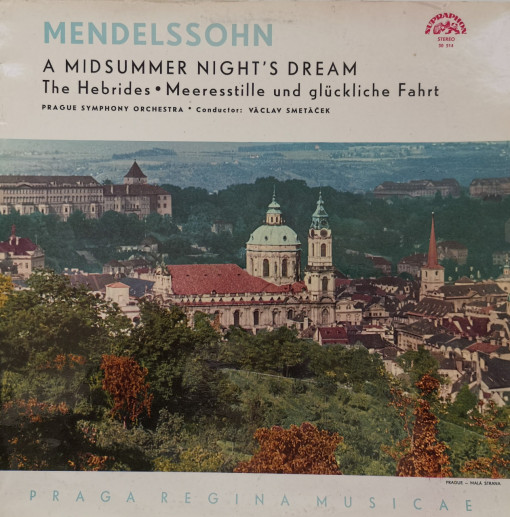 MENDELSSOHN
SUPRAPHON
STEREO
A MIDSUMMER NIGHT'S DREAM
The Hebrides • Meeresstille und glückliche Fahrt
PRAGUE SYMPHONY ORCHESTRA • Conductor: VÁCLAV SMETÁČEK
PRAGUE – MALÁ STRANA
PRAGA REGINA MUSICAE